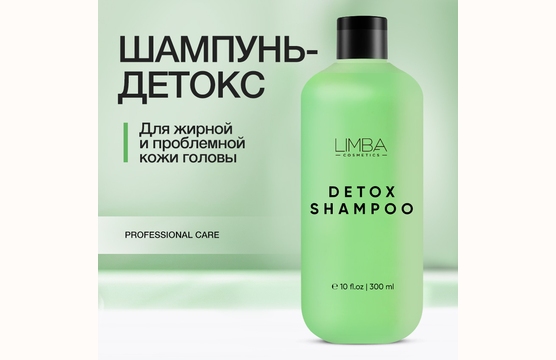 ШАМПУНЬ-
ДЕТОКС
Для жирной
и проблемной
кожи головы
PROFESSIONAL CARE
LIMBA
COSMETICS
DETOX
SHAMPOO
℮ 10 fl.oz | 300 ml